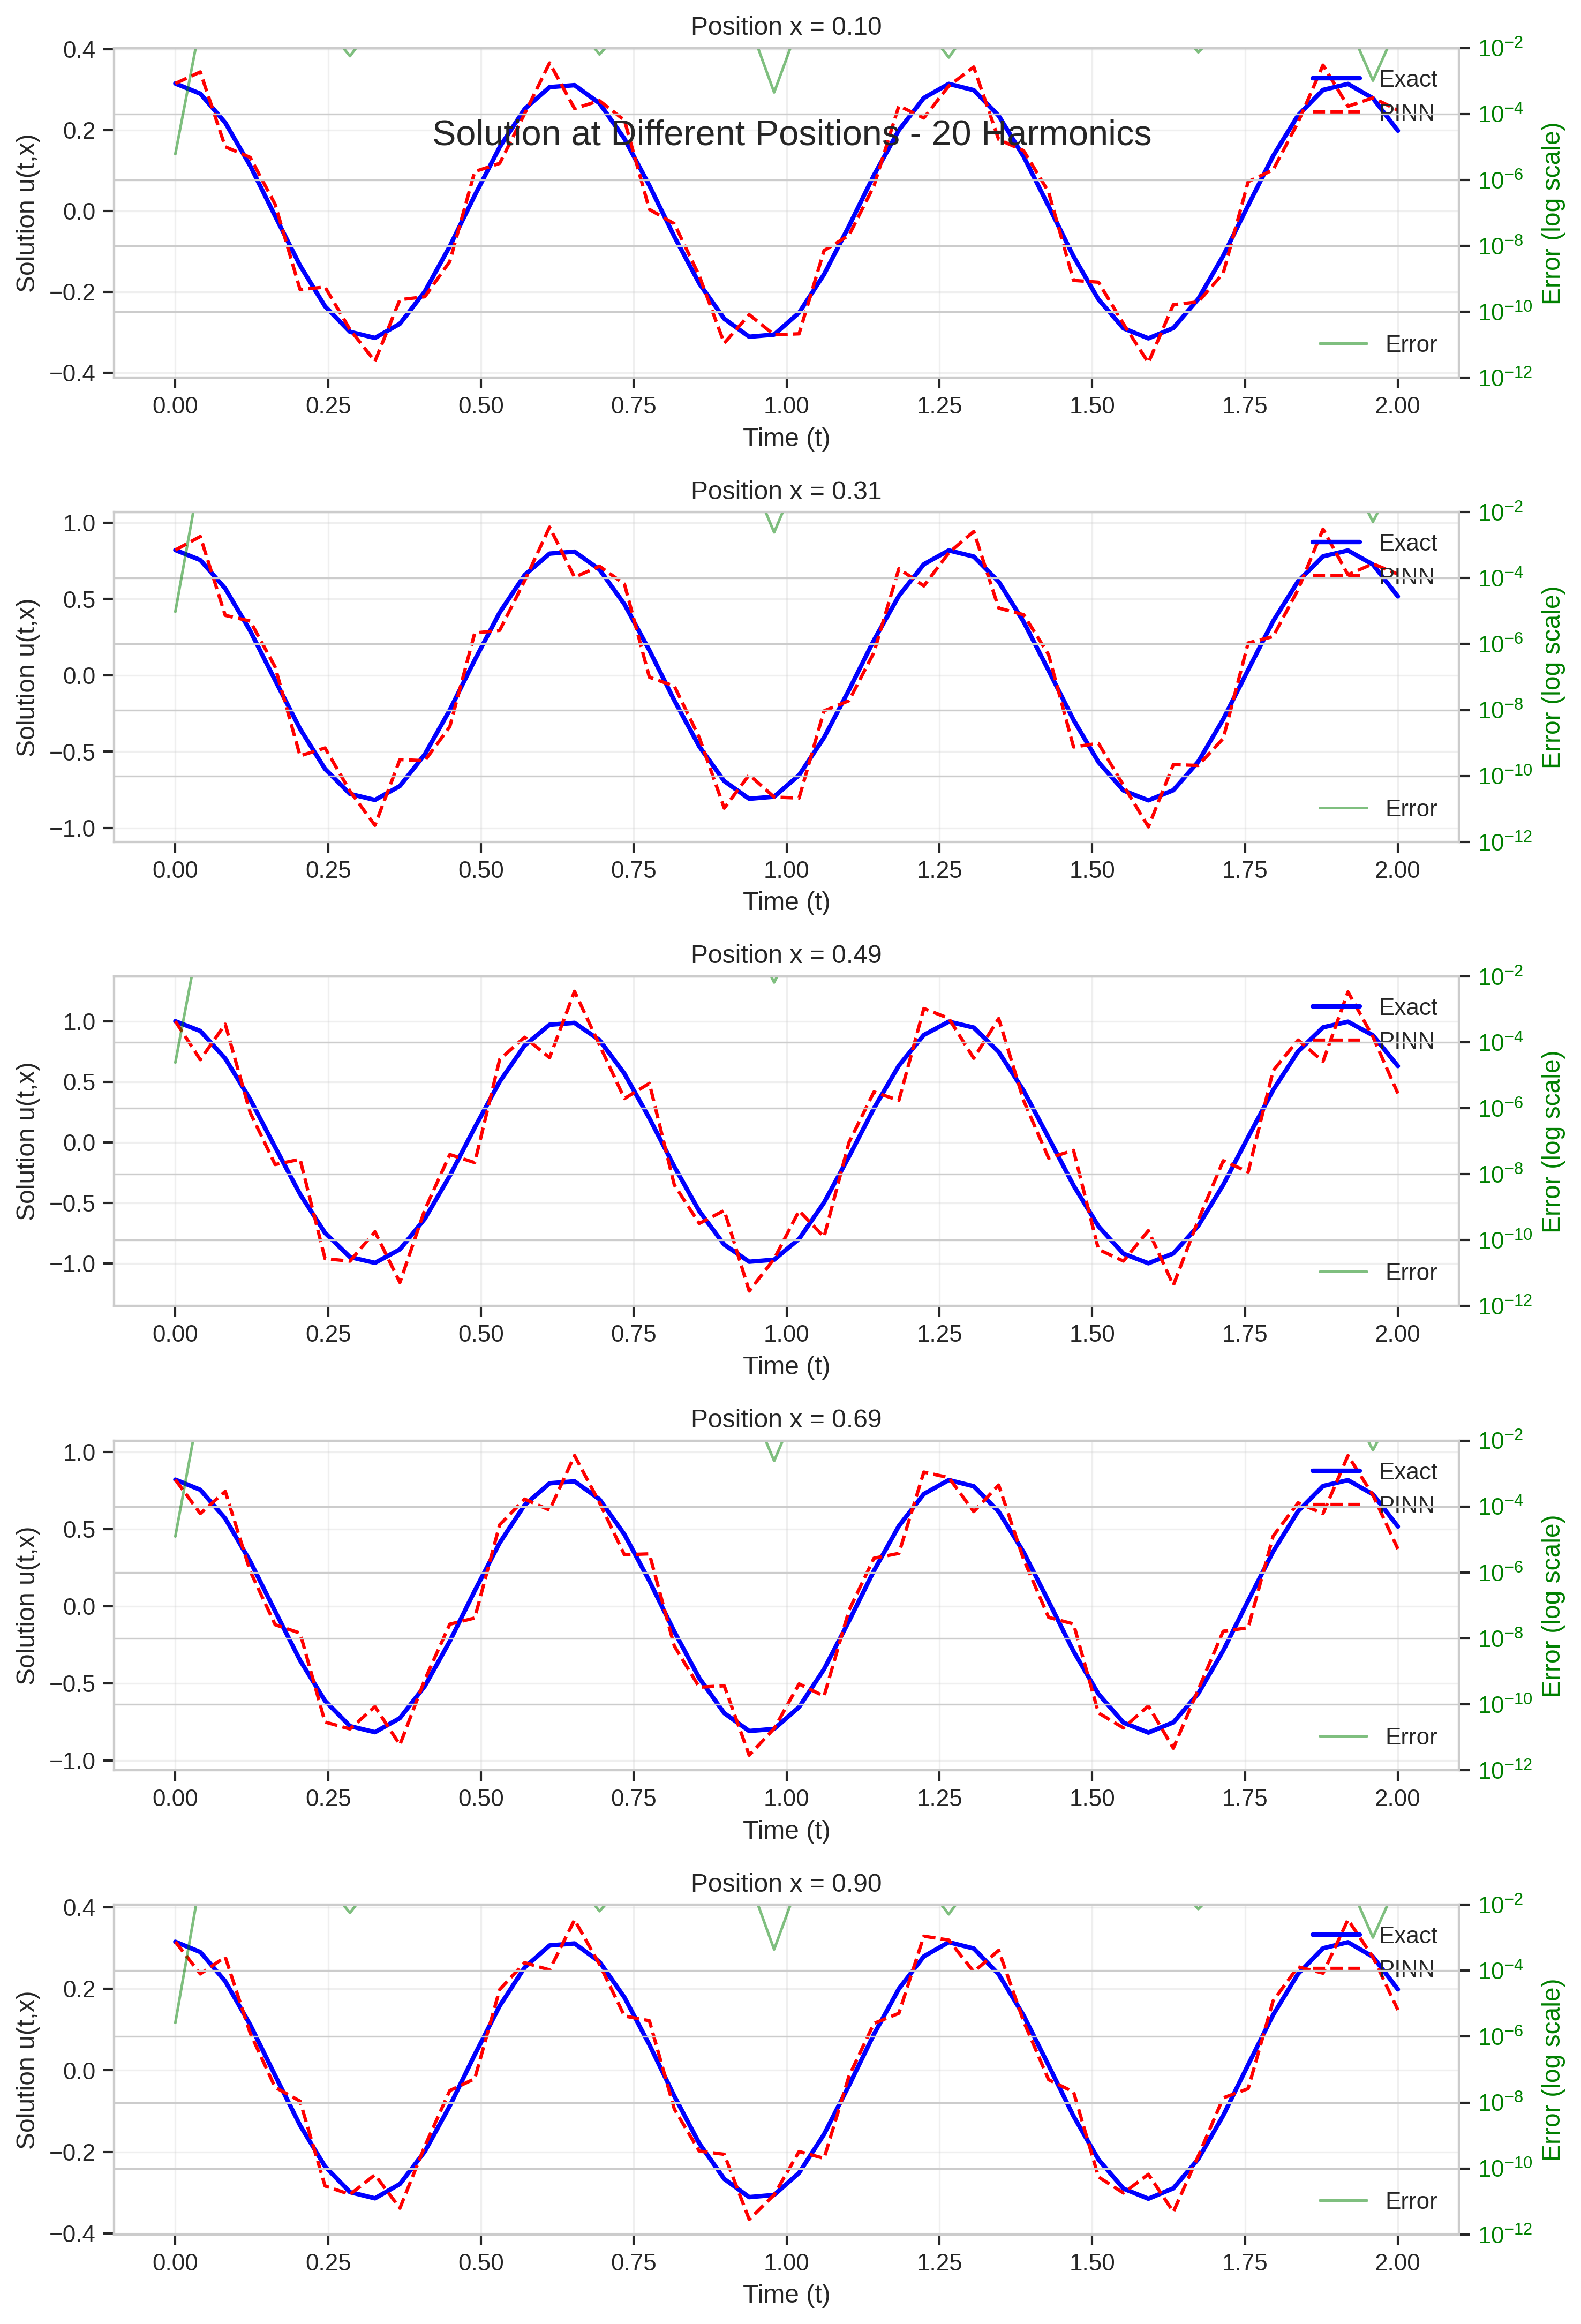 Position x = 0.10
Solution at Different Positions - 20 Harmonics
Solution u(t,x)
0.4
0.2
0.0
−0.2
−0.4
Exact
PINN
Error
10⁻²
10⁻⁴
10⁻⁶
10⁻⁸
10⁻¹⁰
10⁻¹²
Error (log scale)
0.00 0.25 0.50 0.75 1.00 1.25 1.50 1.75 2.00
Time (t)
Position x = 0.31
Solution u(t,x)
1.0
0.5
0.0
−0.5
−1.0
Exact
PINN
Error
10⁻²
10⁻⁴
10⁻⁶
10⁻⁸
10⁻¹⁰
10⁻¹²
Error (log scale)
0.00 0.25 0.50 0.75 1.00 1.25 1.50 1.75 2.00
Time (t)
Position x = 0.49
Solution u(t,x)
1.0
0.5
0.0
−0.5
−1.0
Exact
PINN
Error
10⁻²
10⁻⁴
10⁻⁶
10⁻⁸
10⁻¹⁰
10⁻¹²
Error (log scale)
0.00 0.25 0.50 0.75 1.00 1.25 1.50 1.75 2.00
Time (t)
Position x = 0.69
Solution u(t,x)
1.0
0.5
0.0
−0.5
−1.0
Exact
PINN
Error
10⁻²
10⁻⁴
10⁻⁶
10⁻⁸
10⁻¹⁰
10⁻¹²
Error (log scale)
0.00 0.25 0.50 0.75 1.00 1.25 1.50 1.75 2.00
Time (t)
Position x = 0.90
Solution u(t,x)
0.4
0.2
0.0
−0.2
−0.4
Exact
PINN
Error
10⁻²
10⁻⁴
10⁻⁶
10⁻⁸
10⁻¹⁰
10⁻¹²
Error (log scale)
0.00 0.25 0.50 0.75 1.00 1.25 1.50 1.75 2.00
Time (t)